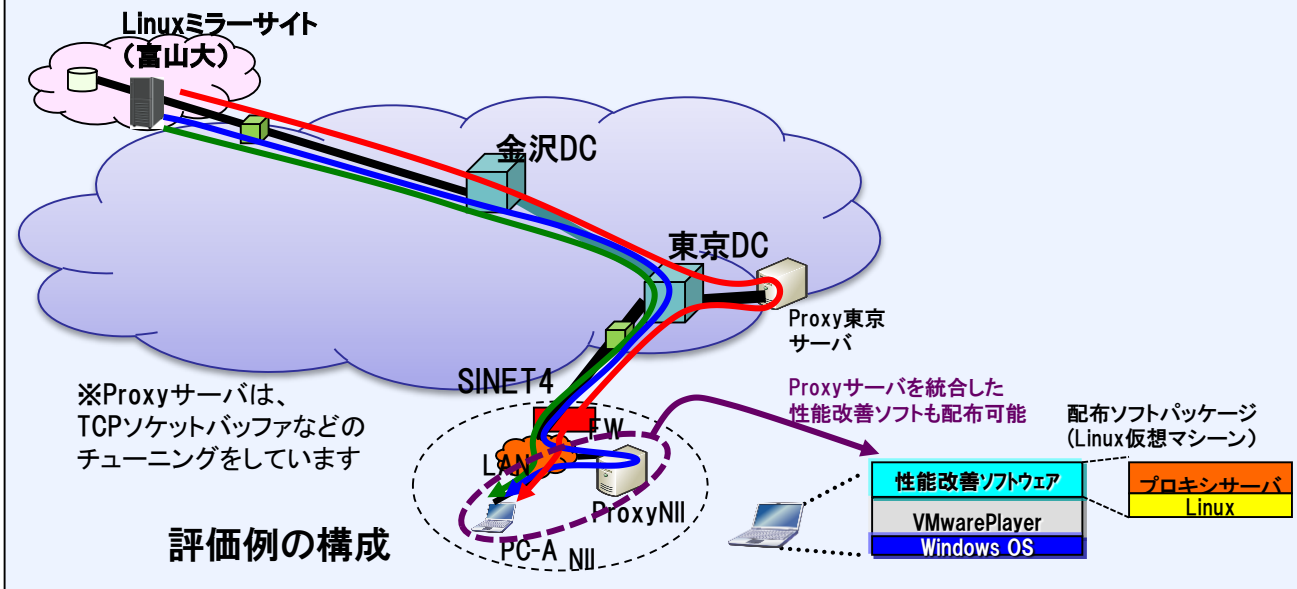 Linuxミラーサイト
（富山大）
金沢DC
東京DC
Proxy東京
サーバ
SINET4
※Proxyサーバは、
TCPソケットバッファなどの
チューニングをしています
Proxyサーバを統合した
性能改善ソフトも配布可能
配布ソフトパッケージ
（Linux仮想マシーン）
FW
LAN
ProxyNII
PC-A
NII
評価例の構成
性能改善ソフトウェア
VMwarePlayer
Windows OS
プロキシサーバ
Linux